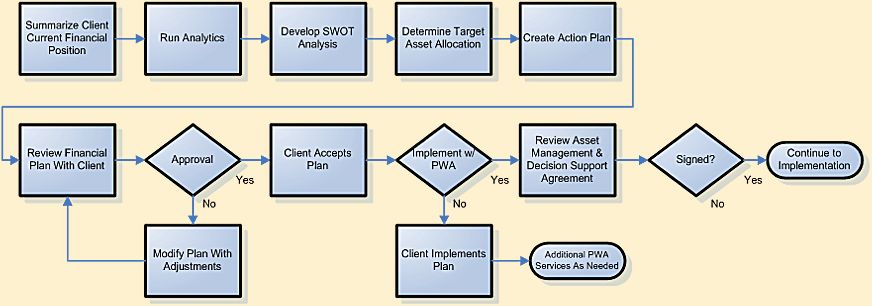 Summarize Client
Current Financial
Position
Run Analytics
Develop SWOT
Analysis
Determine Target
Asset Allocation
Create Action Plan
Review Financial
Plan With Client
Approval
Yes
No
Client Accepts
Plan
Implement w/
PWA
Yes
No
Review Asset
Management &
Decision Support
Agreement
Signed?
Yes
No
Continue to
Implementation
Modify Plan With
Adjustments
Client Implements
Plan
Additional PWA
Services As Needed